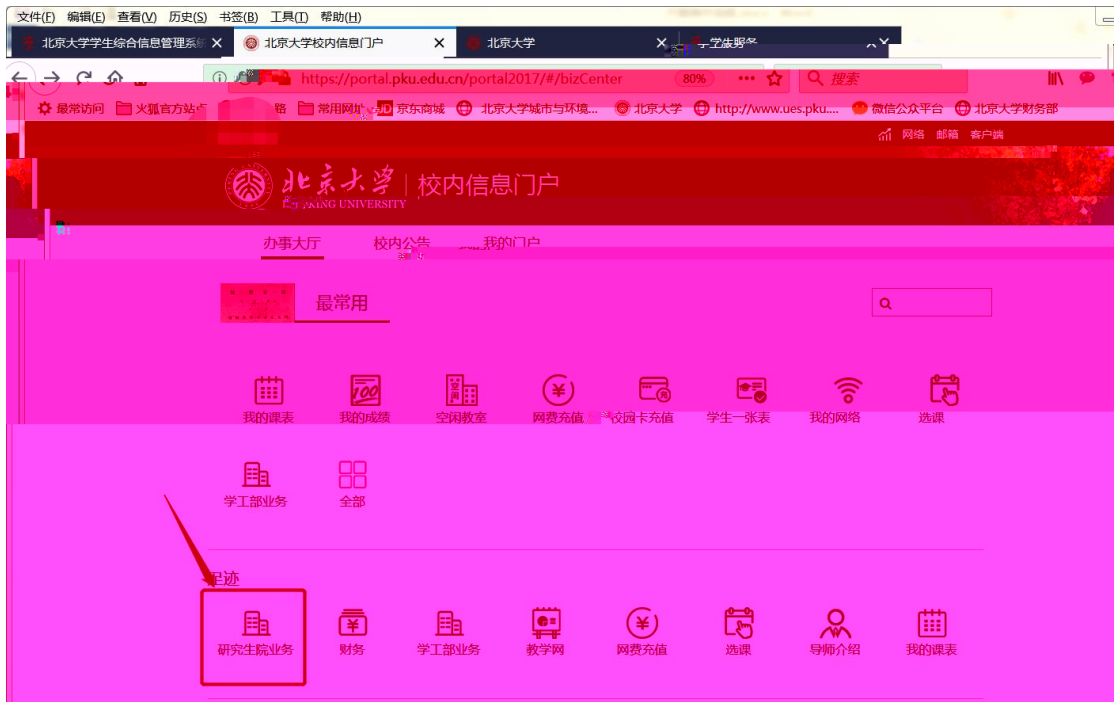 文件(F) 编辑(E) 查看(V) 历史(S) 书签(B) 工具(T) 帮助(H)
北京大学学生综合信息管理系统 北京大学校内信息门户 北京大学
https://portal.pku.edu.cn/portal2017/#/bizCenter 80% 搜索
最常访问 火狐官方站点 常用网址 JD 京东商城 北京大学城市与环境... 北京大学 http://www.ues.pku.... 微信公众平台 北京大学财务部
网络 邮箱 客户端
北京大学 校内信息门户
PEKING UNIVERSITY
办事大厅 校内公告 我的门户
最常用
我的课表 我的成绩 空闲教室 网费充值 校园卡充值 学生一张表 我的网络 选课
学工部业务 全部
足迹
研究生院业务 财务 学工部业务 教学网 网费充值 选课 导师介绍 我的课表